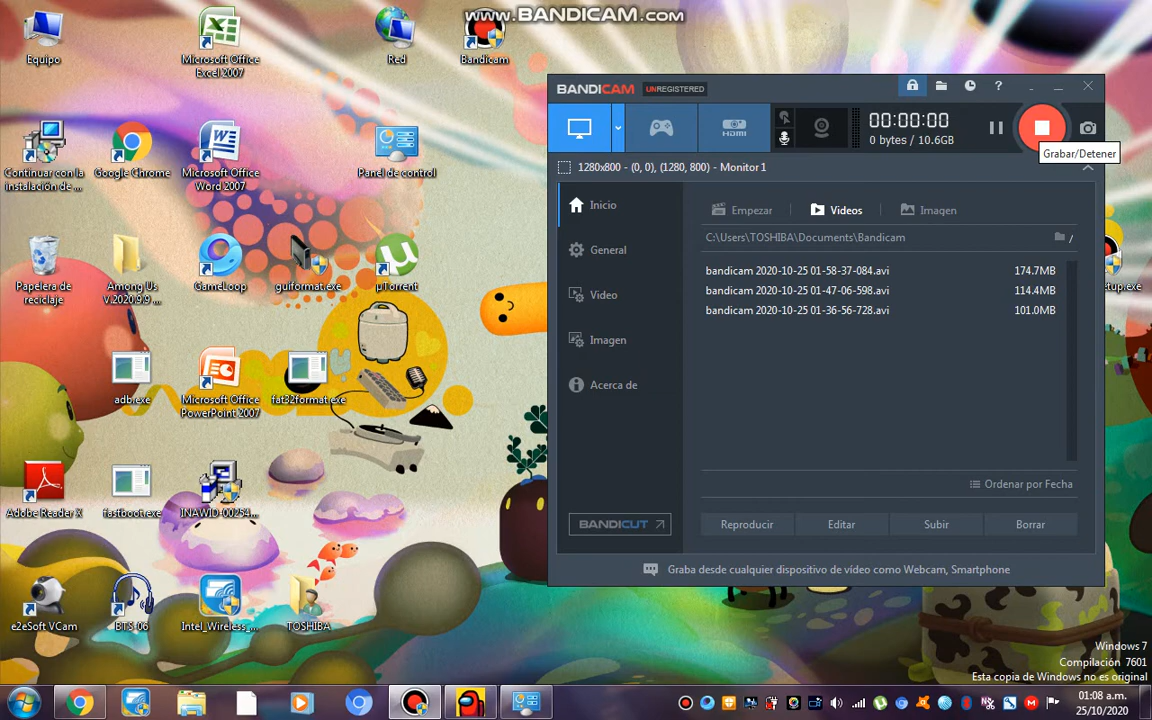 www.BANDICAM.com
Equipo
Microsoft Office
Excel 2007
Red
Bandicam
Continuar con la
instalación de ...
Google Chrome
Microsoft Office
Word 2007
Panel de control
Papelera de
reciclaje
Among Us
V.2020.9.9 ...
GameLoop
guiformat.exe
µTorrent
adb.exe
Microsoft Office
PowerPoint 2007
fat32format.exe
Adobe Reader X
fastboot.exe
INAWID-00254...
e2eSoft VCam
BTS-06
Intel_Wireless_...
TOSHIBA
BANDICAM UNREGISTERED
HDMI
00:00:00
0 bytes / 10.6GB
Grabar/Detener
1280x800 - (0, 0), (1280, 800) - Monitor 1
Inicio
General
Video
Imagen
Acerca de
BANDICUT
Empezar
Videos
Imagen
C:\Users\TOSHIBA\Documents\Bandicam
/
bandicam 2020-10-25 01-58-37-084.avi 174.7MB
bandicam 2020-10-25 01-47-06-598.avi 114.4MB
bandicam 2020-10-25 01-36-56-728.avi 101.0MB
Ordenar por Fecha
Reproducir
Editar
Subir
Borrar
Graba desde cualquier dispositivo de vídeo como Webcam, Smartphone
Windows 7
Compilación 7601
Esta copia de Windows no es original
01:08 a.m.
25/10/2020